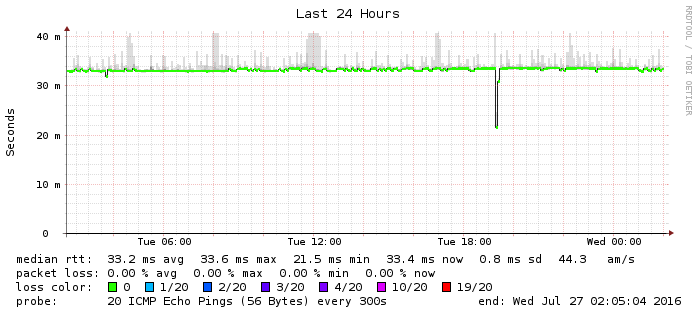 Last 24 Hours
RRDTOOL / TOBI OETIKER
Seconds
40 m
30 m
20 m
10 m
0
Tue 06:00 Tue 12:00 Tue 18:00 Wed 00:00
median rtt: 33.2 ms avg 33.6 ms max 21.5 ms min 33.4 ms now 0.8 ms sd 44.3 am/s
packet loss: 0.00 % avg 0.00 % max 0.00 % min 0.00 % now
loss color: 0 1/20 2/20 3/20 4/20 10/20 19/20
probe: 20 ICMP Echo Pings (56 Bytes) every 300s end: Wed Jul 27 02:05:04 2016